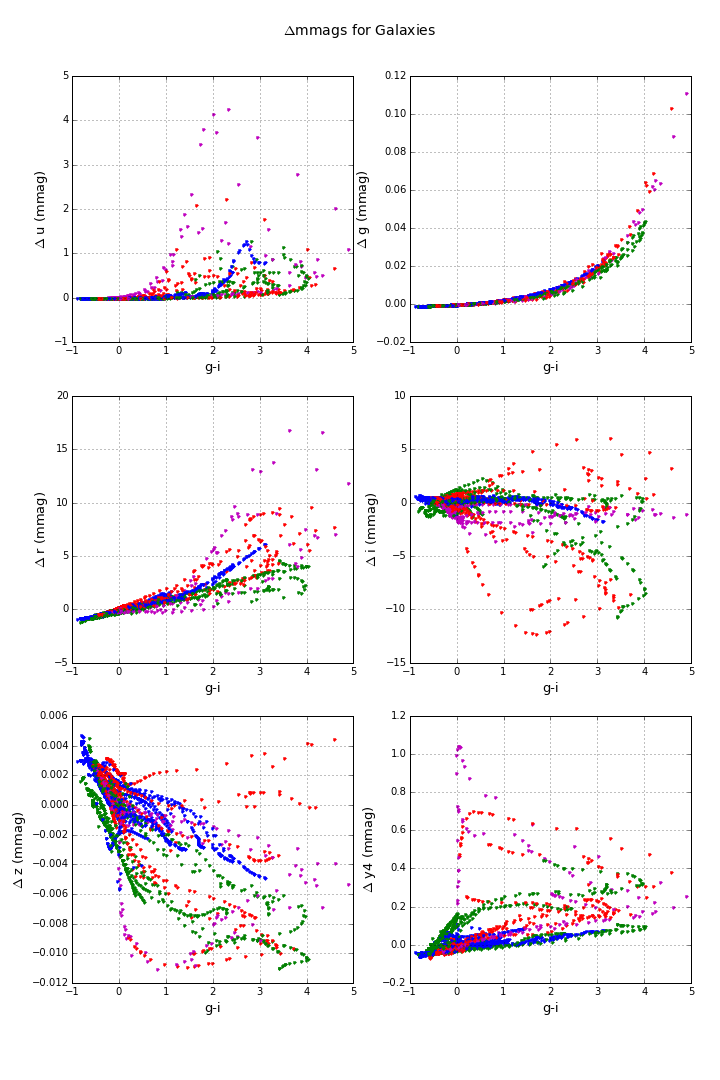 Δmmags for Galaxies
5
4
3
2
1
0
−1
Δ u (mmag)
−1 0 1 2 3 4 5
g-i
0.12
0.10
0.08
0.06
0.04
0.02
0.00
−0.02
Δ g (mmag)
−1 0 1 2 3 4 5
g-i
20
15
10
5
0
−5
Δ r (mmag)
−1 0 1 2 3 4 5
g-i
10
5
0
−5
−10
−15
Δ i (mmag)
−1 0 1 2 3 4 5
g-i
0.006
0.004
0.002
0.000
−0.002
−0.004
−0.006
−0.008
−0.010
−0.012
Δ z (mmag)
−1 0 1 2 3 4 5
g-i
1.2
1.0
0.8
0.6
0.4
0.2
0.0
−0.2
Δ y4 (mmag)
−1 0 1 2 3 4 5
g-i